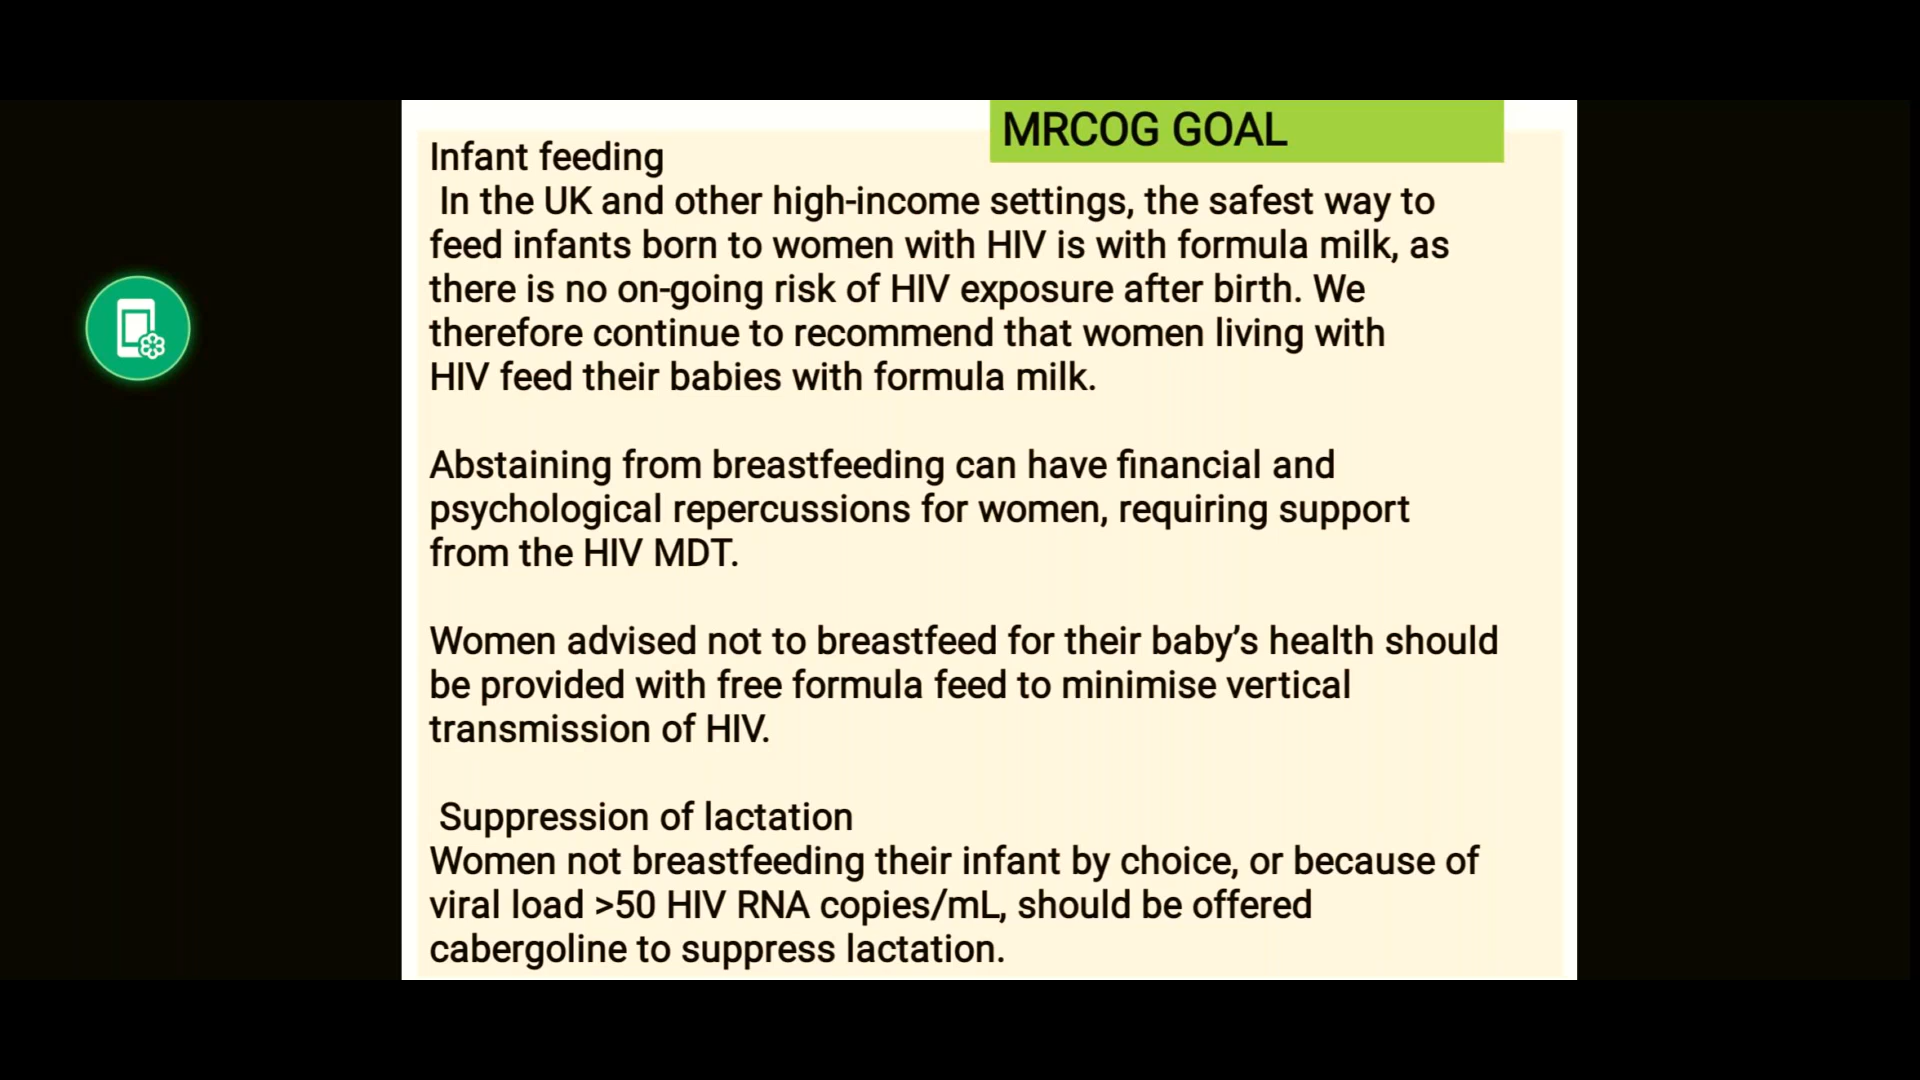 MRCOG GOAL
Infant feeding
In the UK and other high-income settings, the safest way to
feed infants born to women with HIV is with formula milk, as
there is no on-going risk of HIV exposure after birth. We
therefore continue to recommend that women living with
HIV feed their babies with formula milk.
Abstaining from breastfeeding can have financial and
psychological repercussions for women, requiring support
from the HIV MDT.
Women advised not to breastfeed for their baby’s health should
be provided with free formula feed to minimise vertical
transmission of HIV.
Suppression of lactation
Women not breastfeeding their infant by choice, or because of
viral load >50 HIV RNA copies/mL, should be offered
cabergoline to suppress lactation.